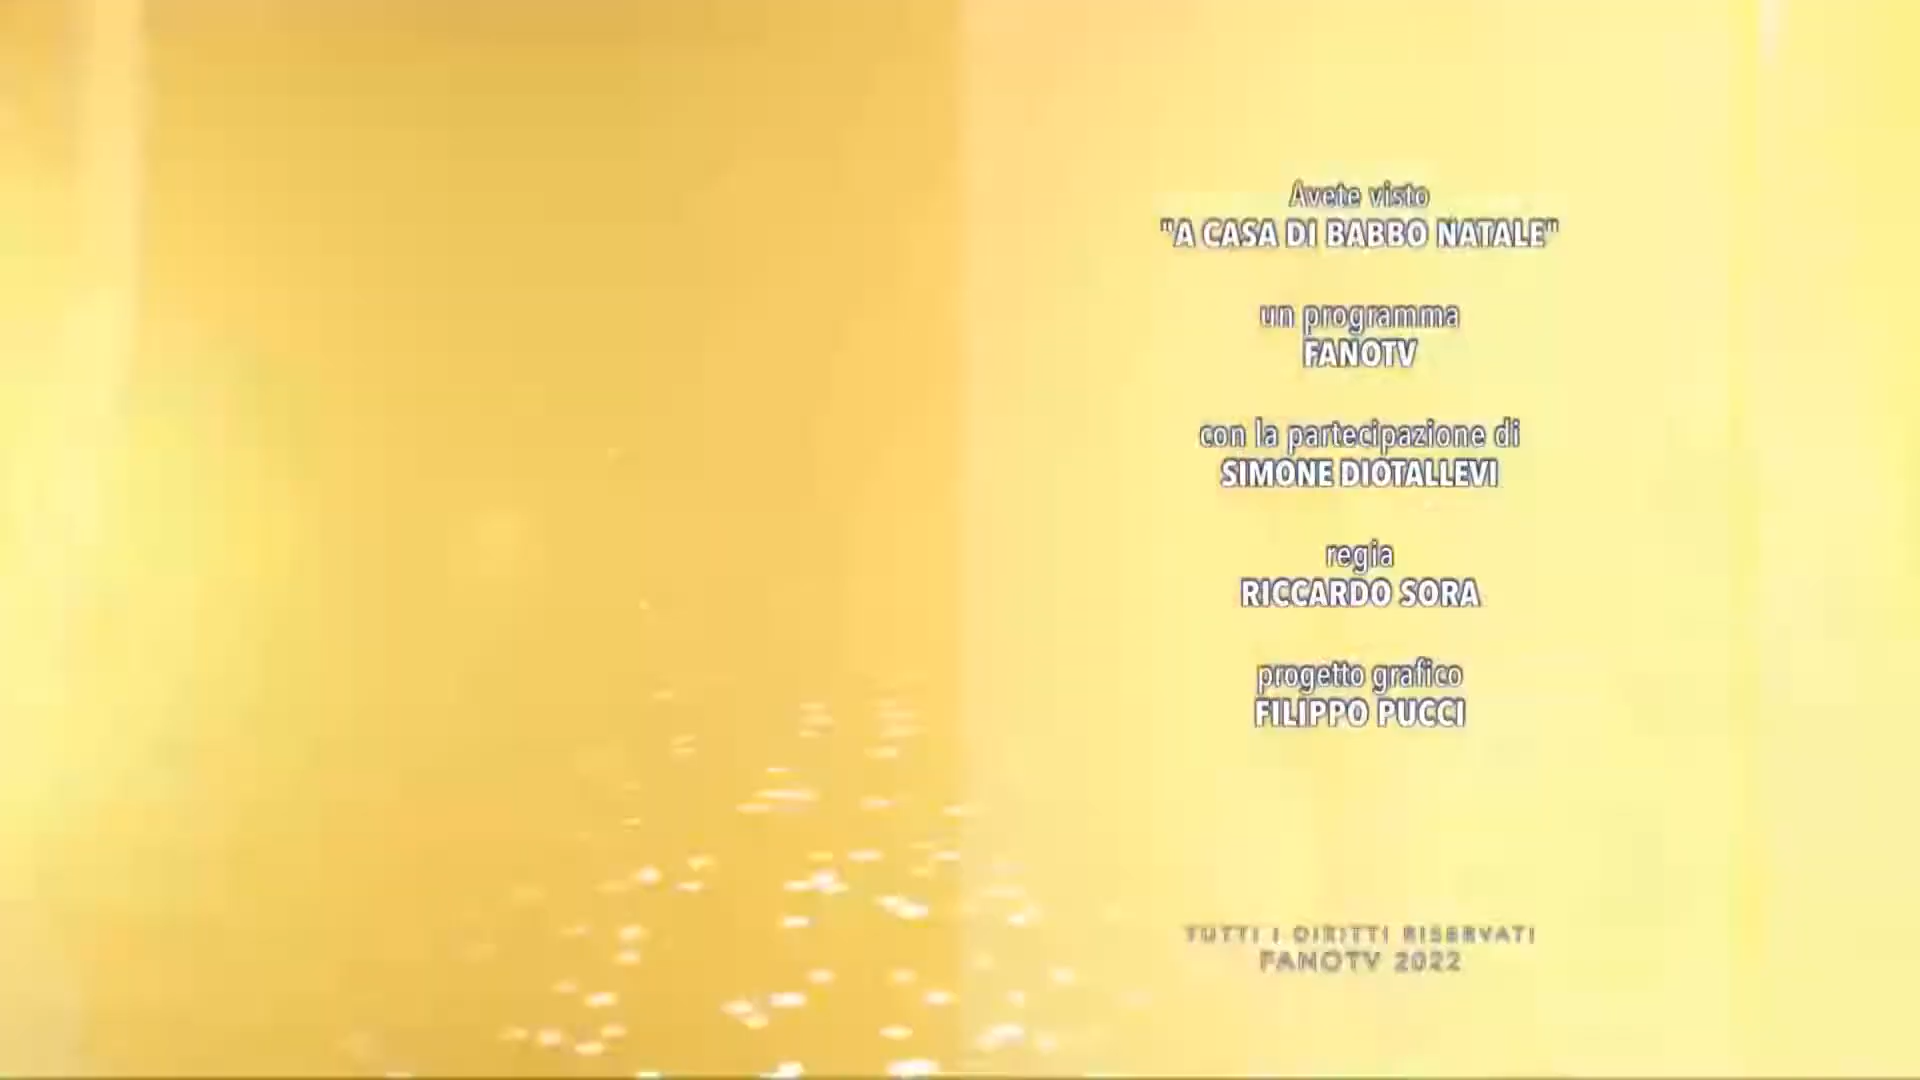 Avete visto
"A CASA DI BABBO NATALE"
un programma
FANOTV
con la partecipazione di
SIMONE DIOTALLEVI
regia
RICCARDO SORA
progetto grafico
FILIPPO PUCCI
TUTTI I DIRITTI RISERVATI
FANOTV 2022